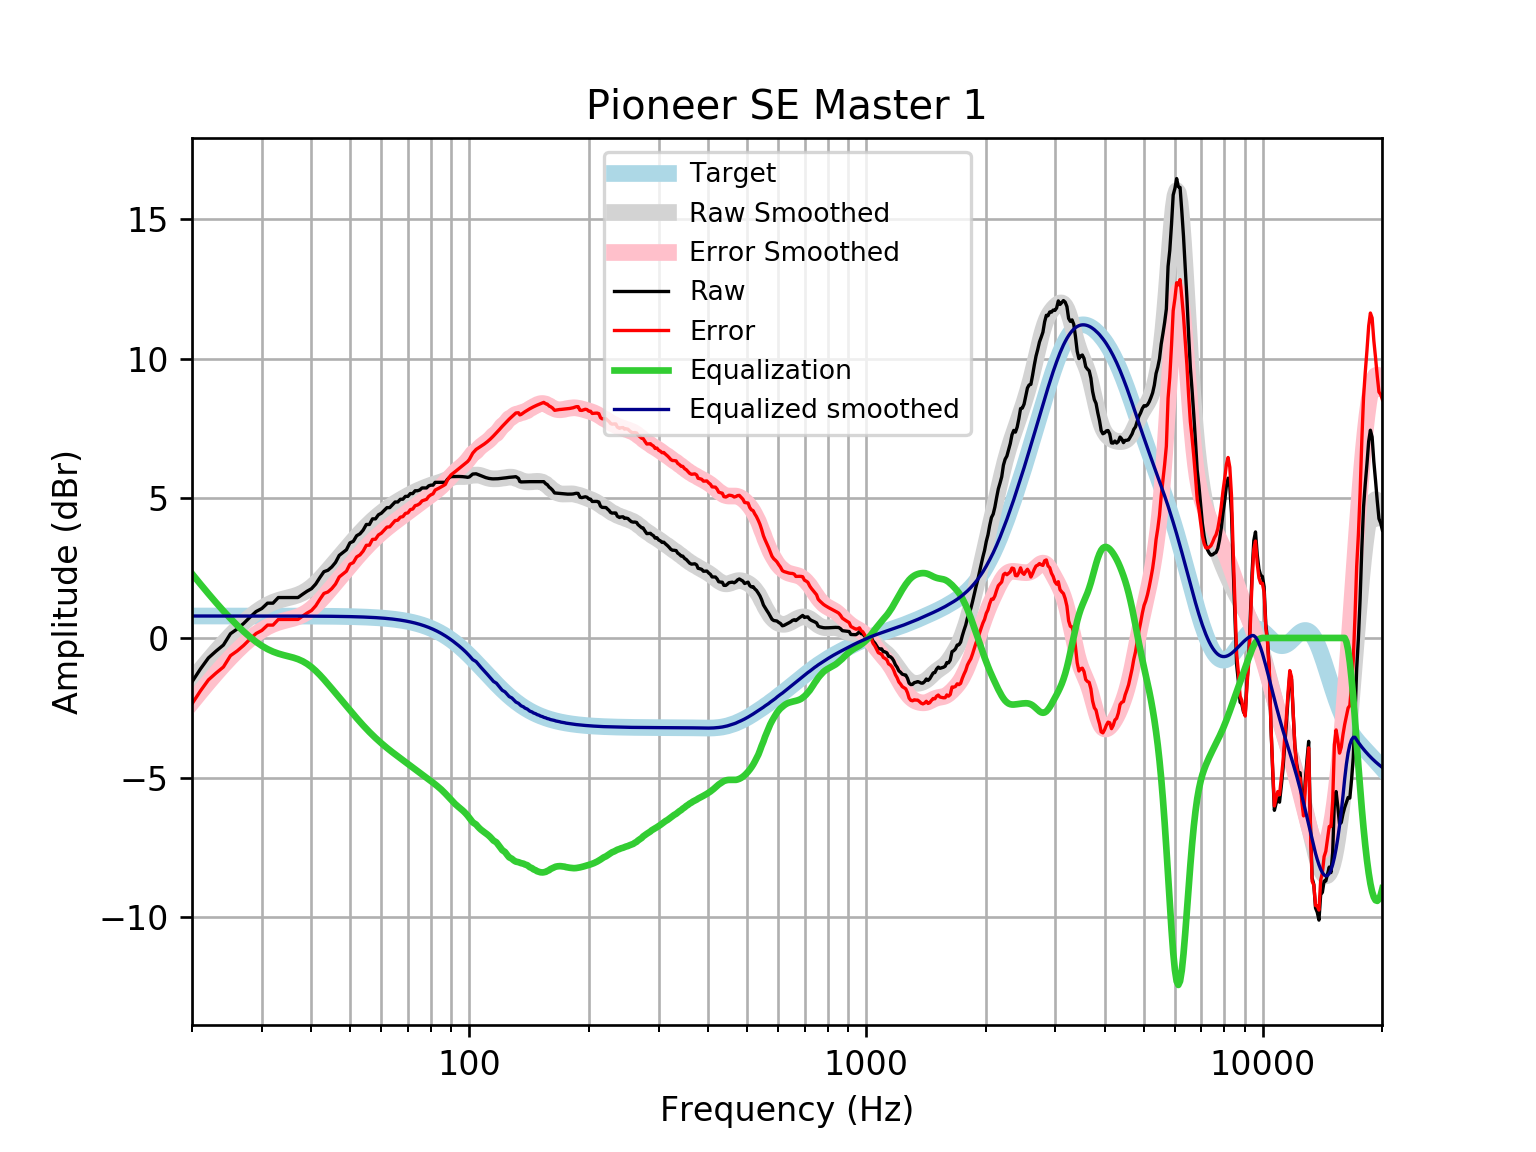 Pioneer SE Master 1
Target
Raw Smoothed
Error Smoothed
Raw
Error
Equalization
Equalized smoothed
15
10
5
0
−5
−10
Amplitude (dBr)
100
1000
10000
Frequency (Hz)